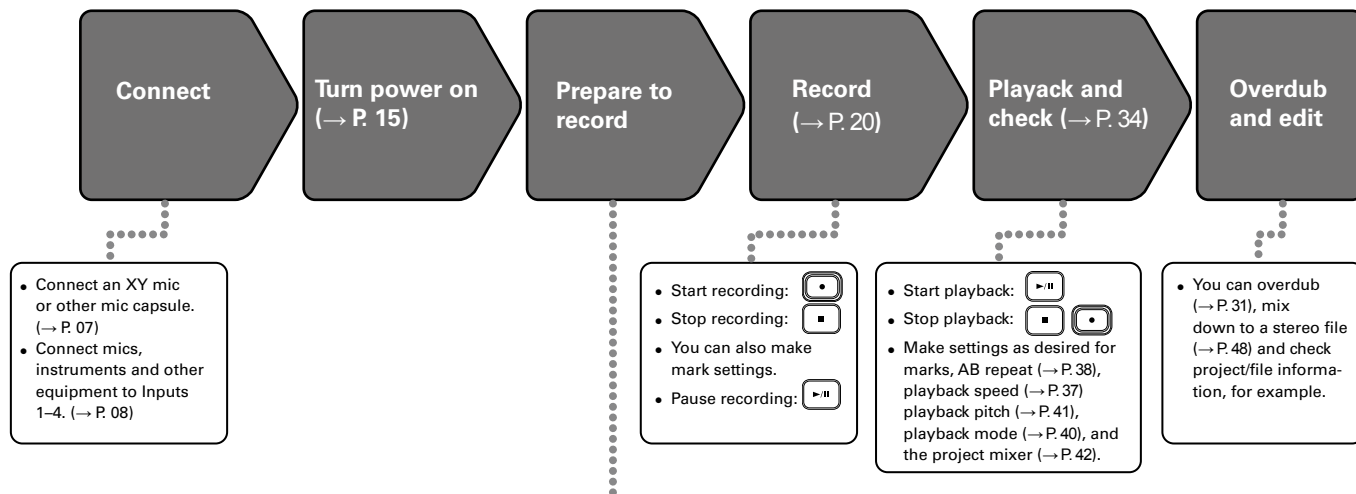 Connect
Turn power on
(→ P. 15)
Prepare to
record
Record
(→ P. 20)
Playack and
check (→ P. 34)
Overdub
and edit
• Connect an XY mic
or other mic capsule.
(→ P. 07)
• Connect mics,
instruments and other
equipment to Inputs
1–4. (→ P. 08)
• Start recording:
• Stop recording:
• You can also make
mark settings.
• Pause recording:
• Start playback:
• Stop playback:
• Make settings as desired for
marks, AB repeat (→ P. 38),
playback speed (→ P. 37)
playback pitch (→ P. 41),
playback mode (→ P. 40), and
the project mixer (→ P. 42).
• You can overdub
(→ P. 31), mix
down to a stereo file
(→ P. 48) and check
project/file informa-
tion, for example.